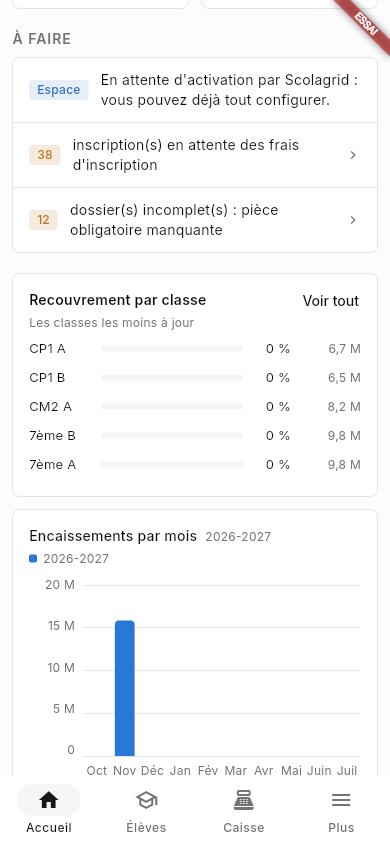 ESSAI
À FAIRE
Espace
En attente d'activation par Scolagrid :
vous pouvez déjà tout configurer.
38
inscription(s) en attente des frais
d'inscription
12
dossier(s) incomplet(s) : pièce
obligatoire manquante
Recouvrement par classe
Voir tout
Les classes les moins à jour
CP1 A 0 % 6,7 M
CP1 B 0 % 6,5 M
CM2 A 0 % 8,2 M
7ème B 0 % 9,8 M
7ème A 0 % 9,8 M
Encaissements par mois 2026-2027
2026-2027
20 M
15 M
10 M
5 M
0
Oct Nov Déc Jan Fév Mar Avr Mai Juin Juil
Accueil Élèves Caisse Plus